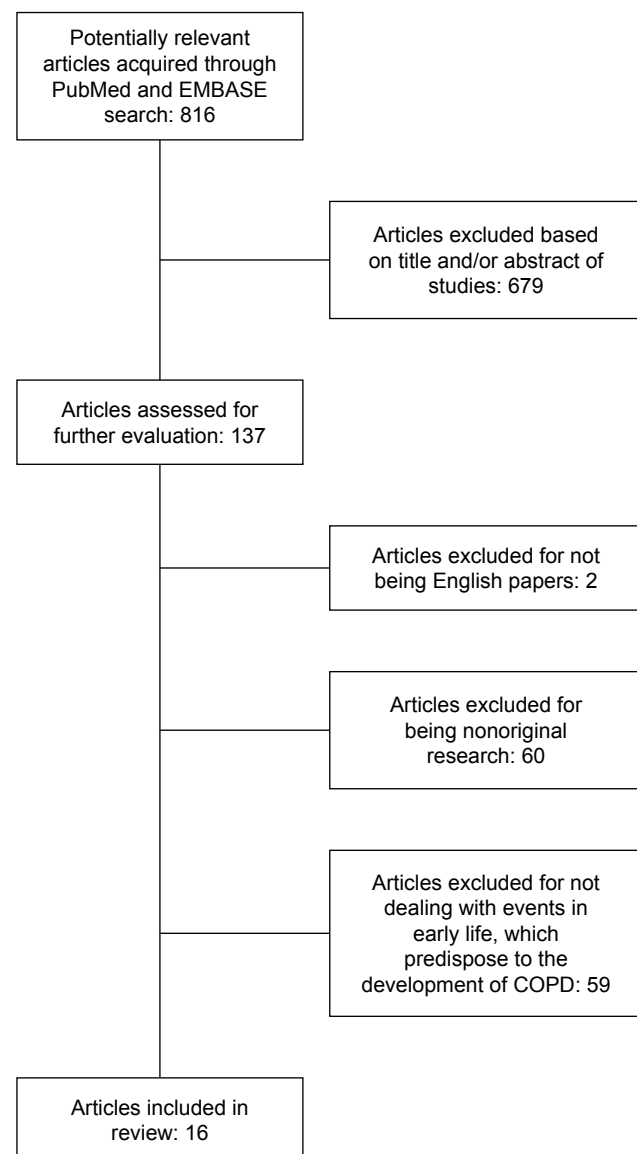 Potentially relevant
articles acquired through
PubMed and EMBASE
search: 816
Articles excluded based
on title and/or abstract of
studies: 679
Articles assessed for
further evaluation: 137
Articles excluded for not
being English papers: 2
Articles excluded for
being nonoriginal
research: 60
Articles excluded for not
dealing with events in
early life, which
predispose to the
development of COPD: 59
Articles included in
review: 16